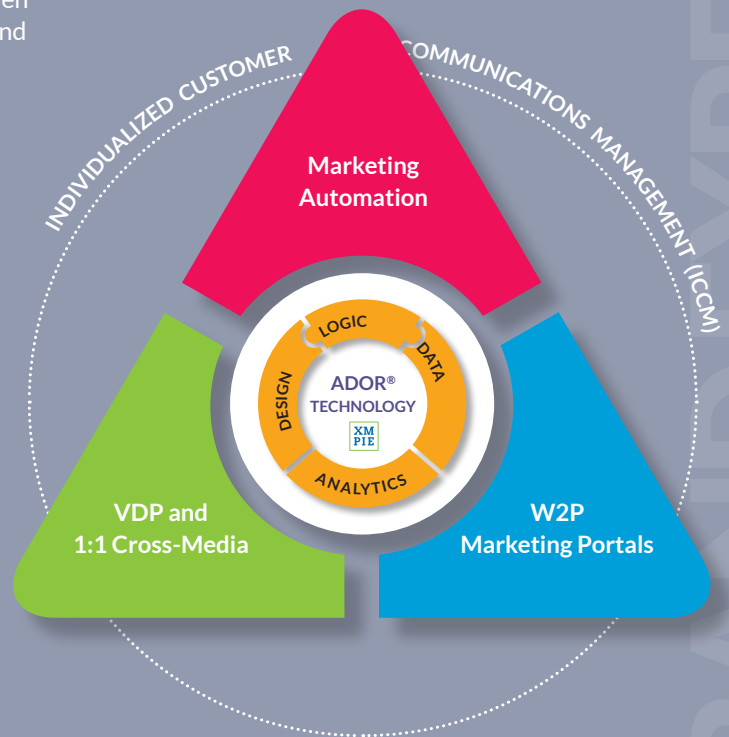 INDIVIDUALIZED CUSTOMER
COMMUNICATIONS MANAGEMENT (ICCM)
Marketing
Automation
LOGIC
DATA
DESIGN
ADOR®
TECHNOLOGY
XM
PIE
ANALYTICS
VDP and
1:1 Cross-Media
W2P
Marketing Portals